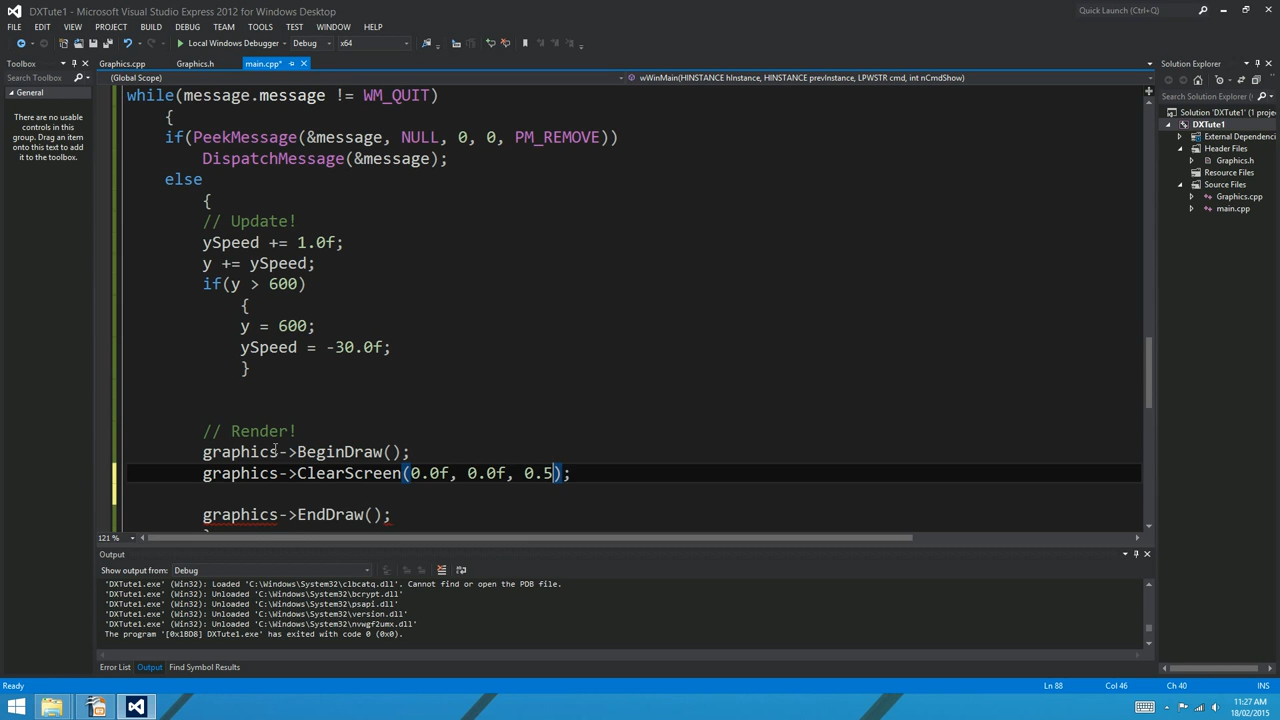 DXTute1 - Microsoft Visual Studio Express 2012 for Windows Desktop
Quick Launch (Ctrl+Q)
FILE EDIT VIEW PROJECT BUILD DEBUG TEAM TOOLS TEST WINDOW HELP
Local Windows Debugger Debug x64
Toolbox
Graphics.cpp Graphics.h main.cpp*
Solution Explorer
Search Toolbox
(Global Scope)
wWinMain(HINSTANCE hInstance, HINSTANCE prevInstance, LPWSTR cmd, int nCmdShow)
General
There are no usable
controls in this
group. Drag an item
onto this text to add
it to the toolbox.
while(message.message != WM_QUIT)
{
if(PeekMessage(&message, NULL, 0, 0, PM_REMOVE))
DispatchMessage(&message);
else
{
// Update!
ySpeed += 1.0f;
y += ySpeed;
if(y > 600)
{
y = 600;
ySpeed = -30.0f;
}
// Render!
graphics->BeginDraw();
graphics->ClearScreen(0.0f, 0.0f, 0.5);
graphics->EndDraw();
121 %
Search Solution Explorer
Solution 'DXTute1' (1 proje
DXTute1
External Dependenci
Header Files
Graphics.h
Resource Files
Source Files
Graphics.cpp
main.cpp
Output
Show output from: Debug
'DXTute1.exe' (Win32): Loaded 'C:\Windows\System32\clbcatq.dll'. Cannot find or open the PDB file.
'DXTute1.exe' (Win32): Unloaded 'C:\Windows\System32\bcrypt.dll'
'DXTute1.exe' (Win32): Unloaded 'C:\Windows\System32\psapi.dll'
'DXTute1.exe' (Win32): Unloaded 'C:\Windows\System32\version.dll'
'DXTute1.exe' (Win32): Unloaded 'C:\Windows\System32\nvwgf2umx.dll'
The program '[0x1BD8] DXTute1.exe' has exited with code 0 (0x0).
Error List Output Find Symbol Results
Ready
Ln 88 Col 46 Ch 40 INS
11:27 AM
18/02/2015